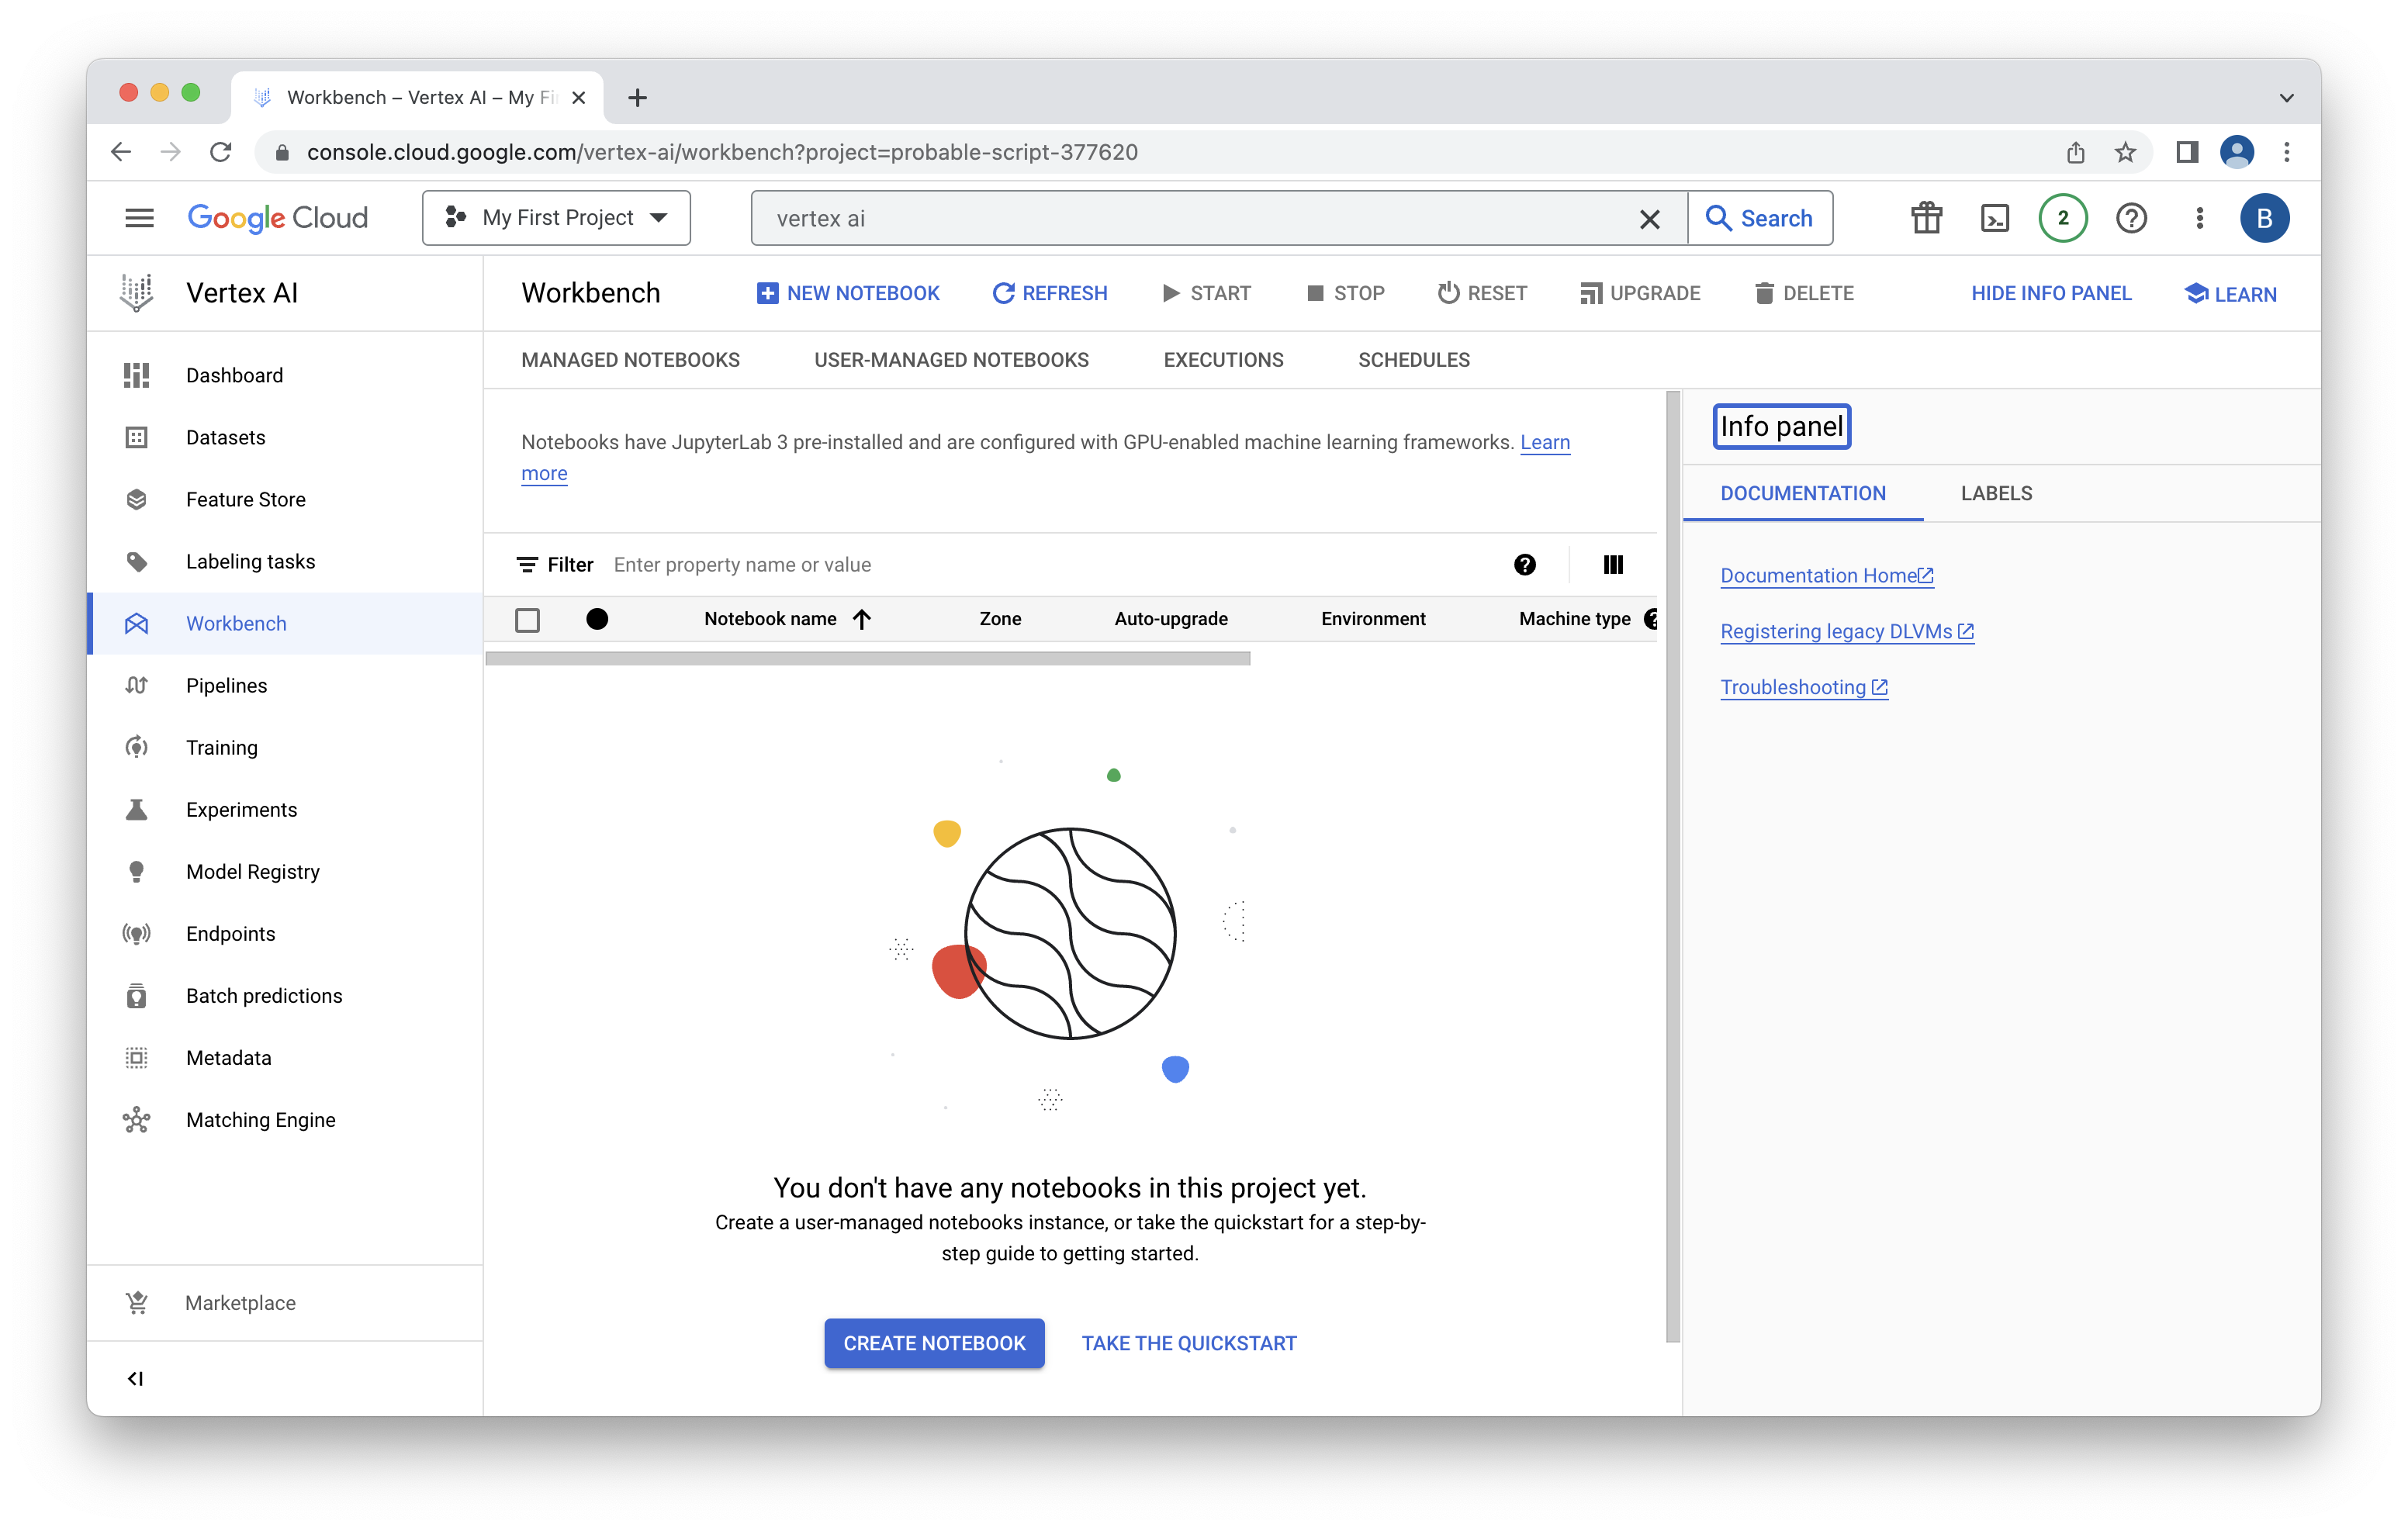 Workbench – Vertex AI – My Fi
console.cloud.google.com/vertex-ai/workbench?project=probable-script-377620
Google Cloud
My First Project
vertex ai
Search
2
B
Vertex AI
Workbench
NEW NOTEBOOK
REFRESH
START
STOP
RESET
UPGRADE
DELETE
HIDE INFO PANEL
LEARN
Dashboard
Datasets
Feature Store
Labeling tasks
Workbench
Pipelines
Training
Experiments
Model Registry
Endpoints
Batch predictions
Metadata
Matching Engine
Marketplace
MANAGED NOTEBOOKS
USER-MANAGED NOTEBOOKS
EXECUTIONS
SCHEDULES
Notebooks have JupyterLab 3 pre-installed and are configured with GPU-enabled machine learning frameworks. Learn
more
Filter Enter property name or value
Notebook name
Zone
Auto-upgrade
Environment
Machine type
You don't have any notebooks in this project yet.
Create a user-managed notebooks instance, or take the quickstart for a step-by-
step guide to getting started.
CREATE NOTEBOOK
TAKE THE QUICKSTART
Info panel
DOCUMENTATION
LABELS
Documentation Home
Registering legacy DLVMs
Troubleshooting